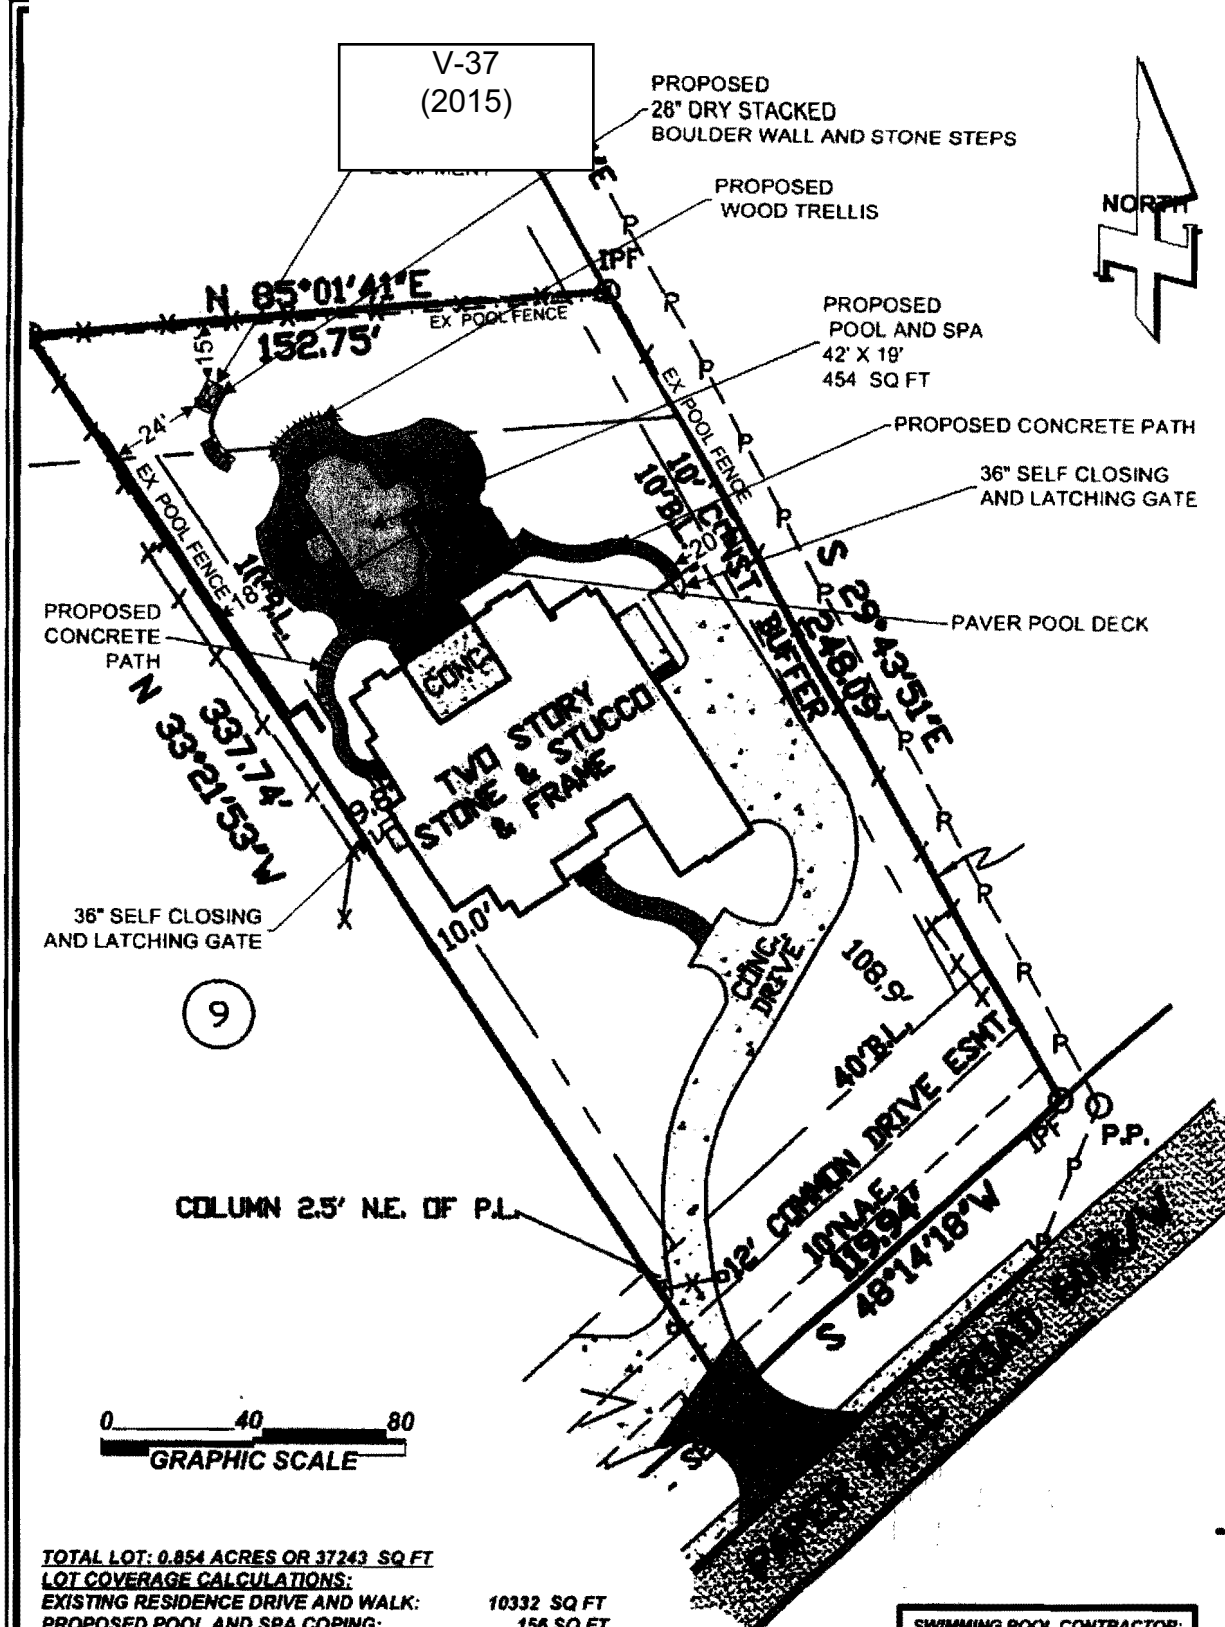 V-37
(2015)
PROPOSED
28" DRY STACKED
BOULDER WALL AND STONE STEPS
EQUIPMENT
PROPOSED
WOOD TRELLIS
NORTH
IPF
N 85°01'41"E
152.75'
EX POOL FENCE
15'
24'
PROPOSED
POOL AND SPA
42' X 19'
454 SQ FT
EX POOL FENCE
PROPOSED CONCRETE PATH
36" SELF CLOSING
AND LATCHING GATE
EX POOL FENCE
10' B.L.
18'
10' CONST. BUFFER
10' B.L.
20'
S 29°43'51"E
248.09'
PROPOSED
CONCRETE
PATH
PAVER POOL DECK
CONC.
TWO STORY
STONE & STUCCO
& FRAME
N 33°21'53"W
337.74'
9.8'
36" SELF CLOSING
AND LATCHING GATE
10.0'
9
CONC.
DRIVE
108.9'
40'B.L.
12' COMMON DRIVE ESMT.
10'N.A.E.
119.94'
S 48°14'18"W
IPF
P.P.
COLUMN 2.5' N.E. OF P.L.
PAPER MILL ROAD 80'R/W
0 40 80
GRAPHIC SCALE
TOTAL LOT: 0.854 ACRES OR 37243 SQ FT
LOT COVERAGE CALCULATIONS:
EXISTING RESIDENCE DRIVE AND WALK: 10332 SQ FT
PROPOSED POOL AND SPA COPING: 156 SQ FT
SWIMMING POOL CONTRACTOR: